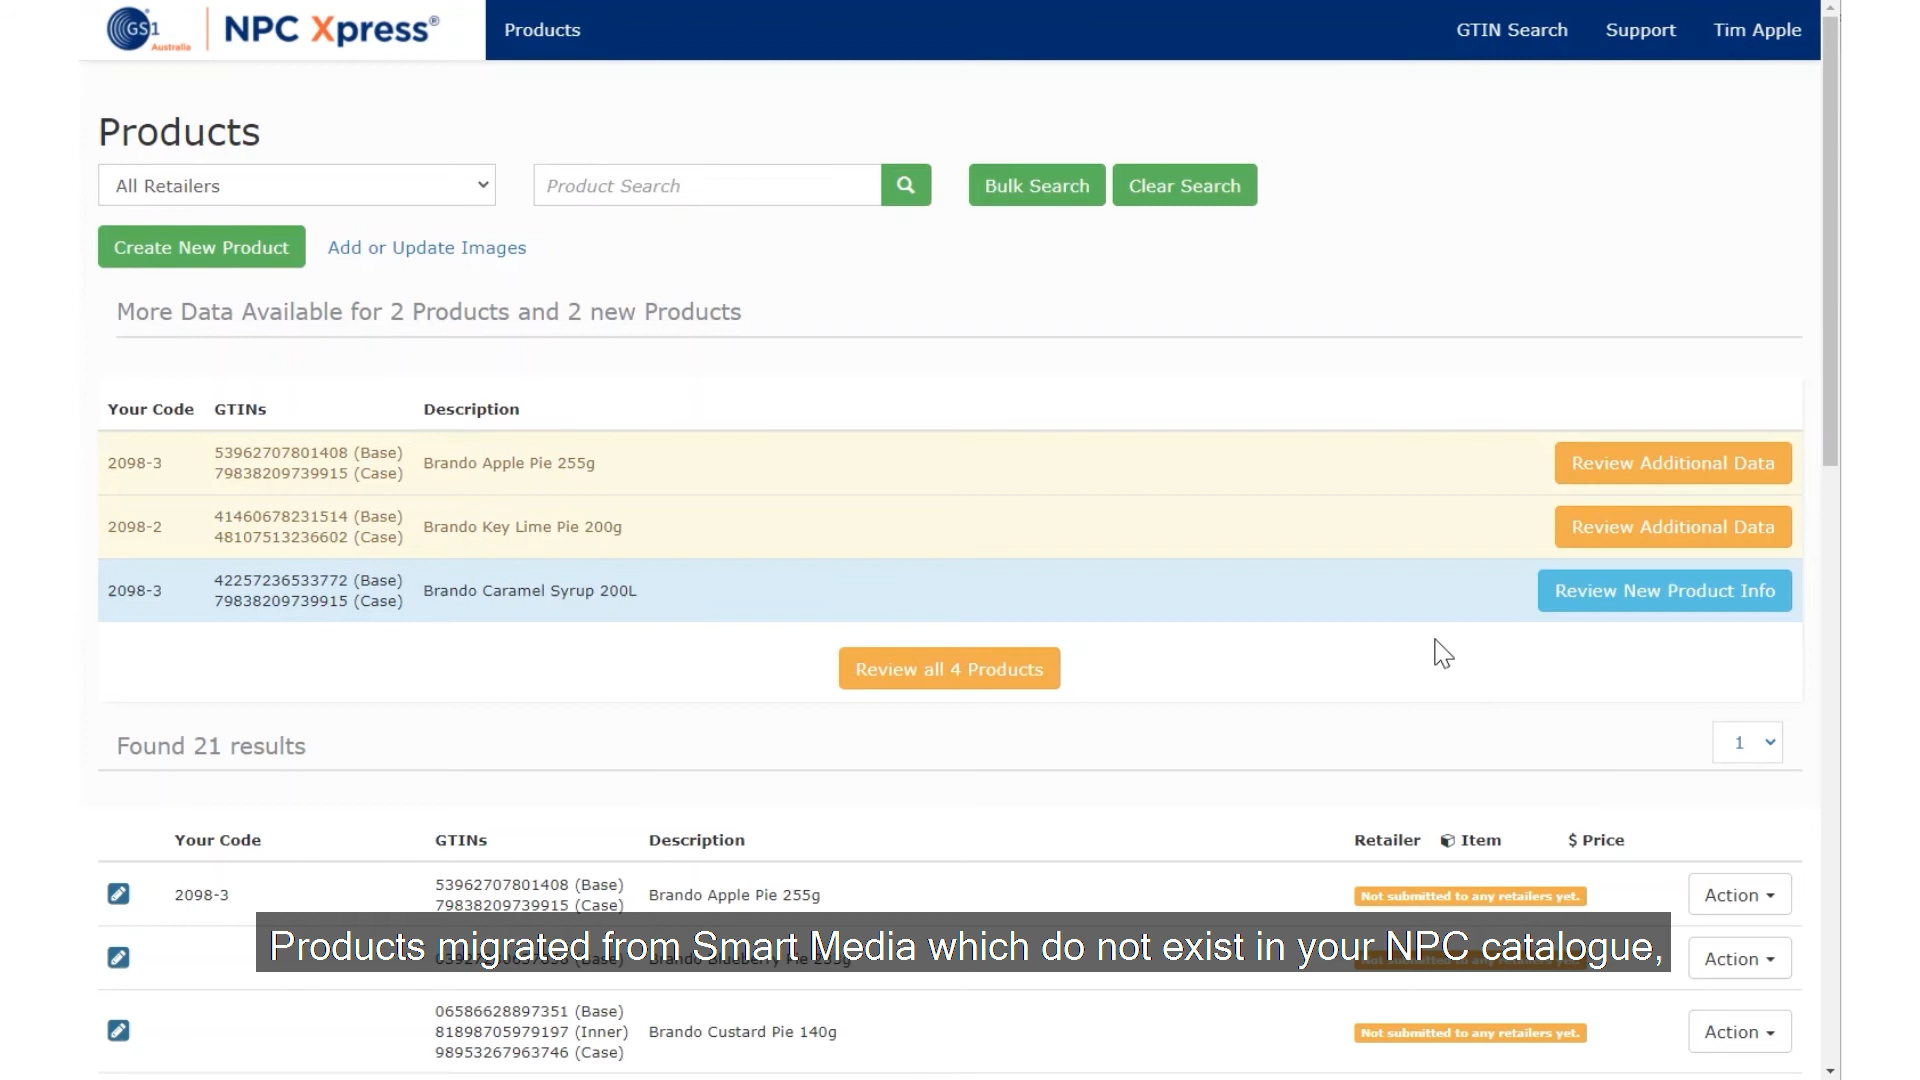 GS1 Australia NPC Xpress® Products GTIN Search Support Tim Apple
Products
All Retailers Product Search Bulk Search Clear Search
Create New Product Add or Update Images
More Data Available for 2 Products and 2 new Products
Your Code GTINs Description
2098-3 53962707801408 (Base) Brando Apple Pie 255g Review Additional Data
79838209739915 (Case)
2098-2 41460678231514 (Base) Brando Key Lime Pie 200g Review Additional Data
48107513236602 (Case)
2098-3 42257236533772 (Base) Brando Caramel Syrup 200L Review New Product Info
79838209739915 (Case)
Review all 4 Products
Found 21 results 1
Your Code GTINs Description Retailer Item $ Price
2098-3 53962707801408 (Base) Brando Apple Pie 255g Not submitted to any retailers yet. Action
79838209739915 (Case)
Products migrated from Smart Media which do not exist in your NPC catalogue,
Action
06586628897351 (Base)
81898705979197 (Inner) Brando Custard Pie 140g Not submitted to any retailers yet. Action
98953267963746 (Case)